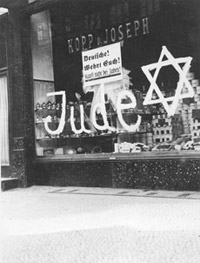 KOPP & JOSEPH
Deutsche!
Wehrt Euch!
Kauft nicht bei Juden!
Jude